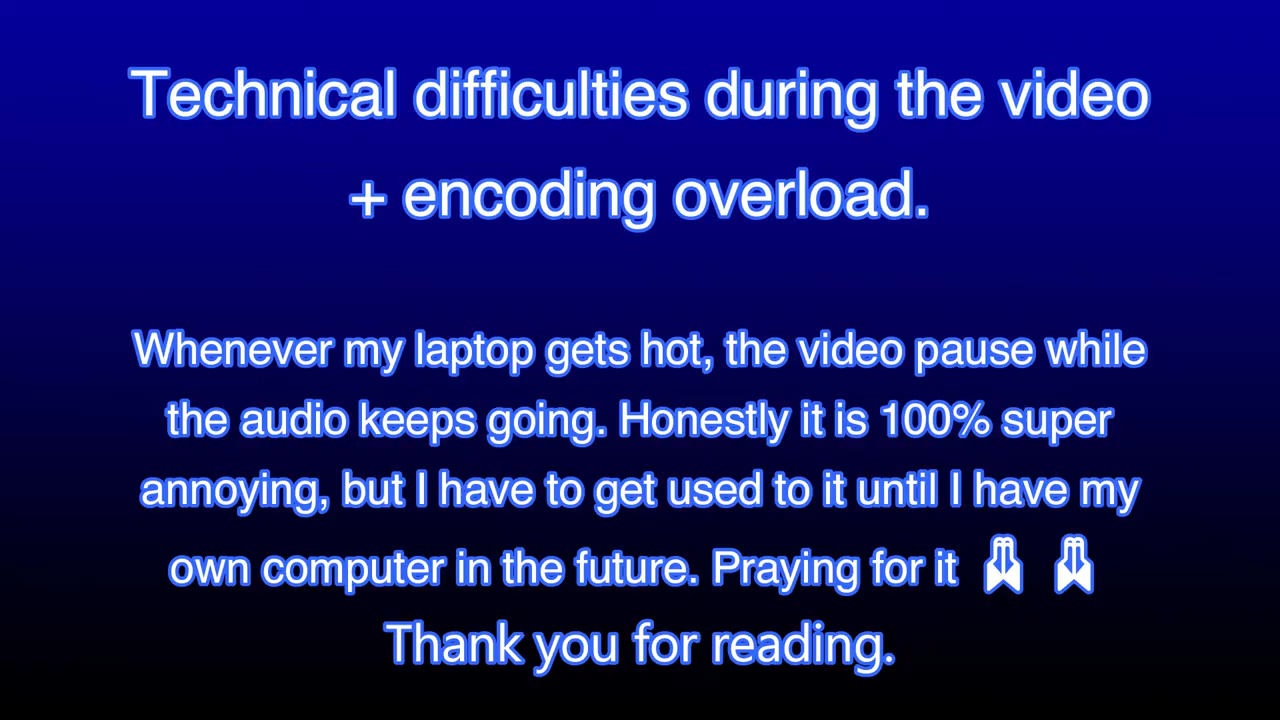 Technical difficulties during the video
+ encoding overload.
Whenever my laptop gets hot, the video pause while
the audio keeps going. Honestly it is 100% super
annoying, but I have to get used to it until I have my
own computer in the future. Praying for it 🙏 🙏
Thank you for reading.